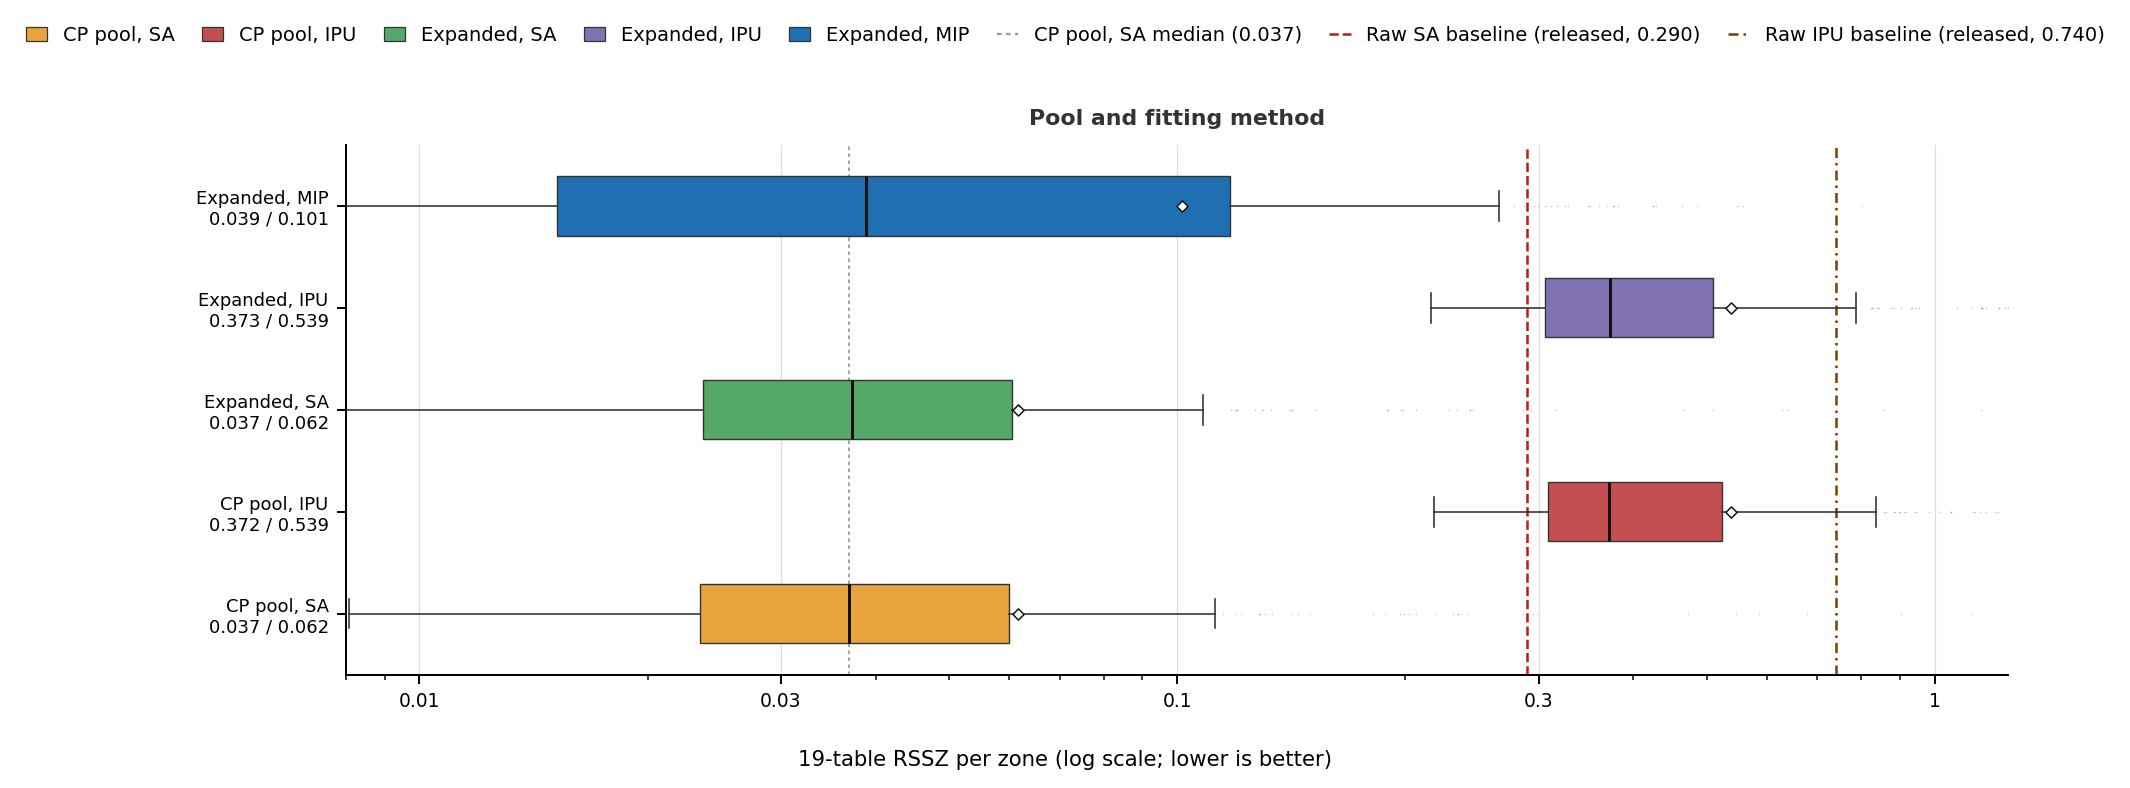 CP pool, SA CP pool, IPU Expanded, SA Expanded, IPU Expanded, MIP CP pool, SA median (0.037) Raw SA baseline (released, 0.290) Raw IPU baseline (released, 0.740)
Pool and fitting method
Expanded, MIP
0.039 / 0.101
Expanded, IPU
0.373 / 0.539
Expanded, SA
0.037 / 0.062
CP pool, IPU
0.372 / 0.539
CP pool, SA
0.037 / 0.062
0.01 0.03 0.1 0.3 1
19-table RSSZ per zone (log scale; lower is better)